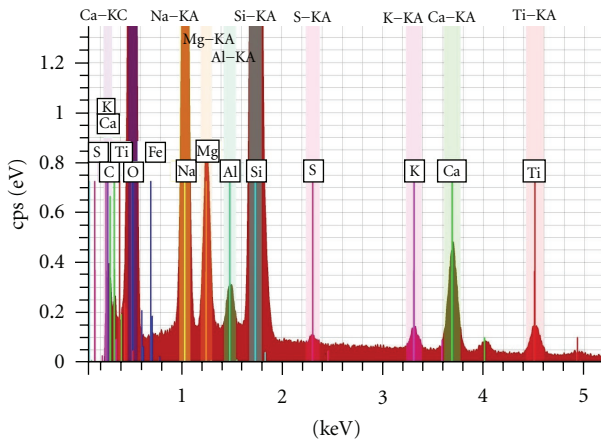 Ca−KC Na−KA Si−KA S−KA K−KA Ca−KA Ti−KA
Mg−KA
Al−KA
1.2
1
K
Ca
0.8
S Ti Fe Mg
C O Na Al Si S K Ca Ti
0.6
0.4
0.2
0
cps (eV)
1 2 3 4 5
(keV)